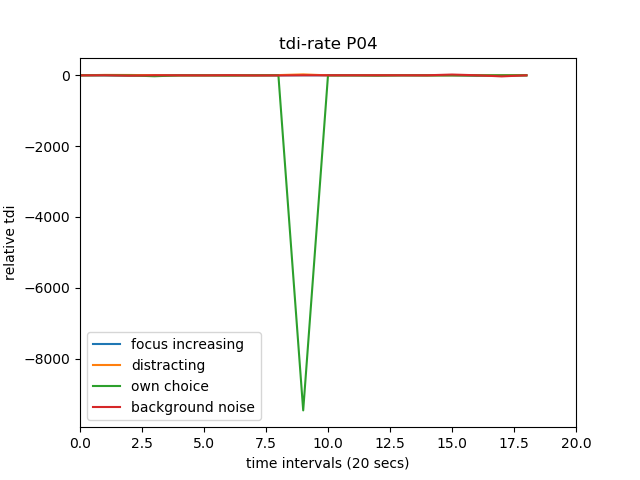 tdi-rate P04
0
−2000
−4000
−6000
−8000
relative tdi
focus increasing
distracting
own choice
background noise
0.0 2.5 5.0 7.5 10.0 12.5 15.0 17.5 20.0
time intervals (20 secs)